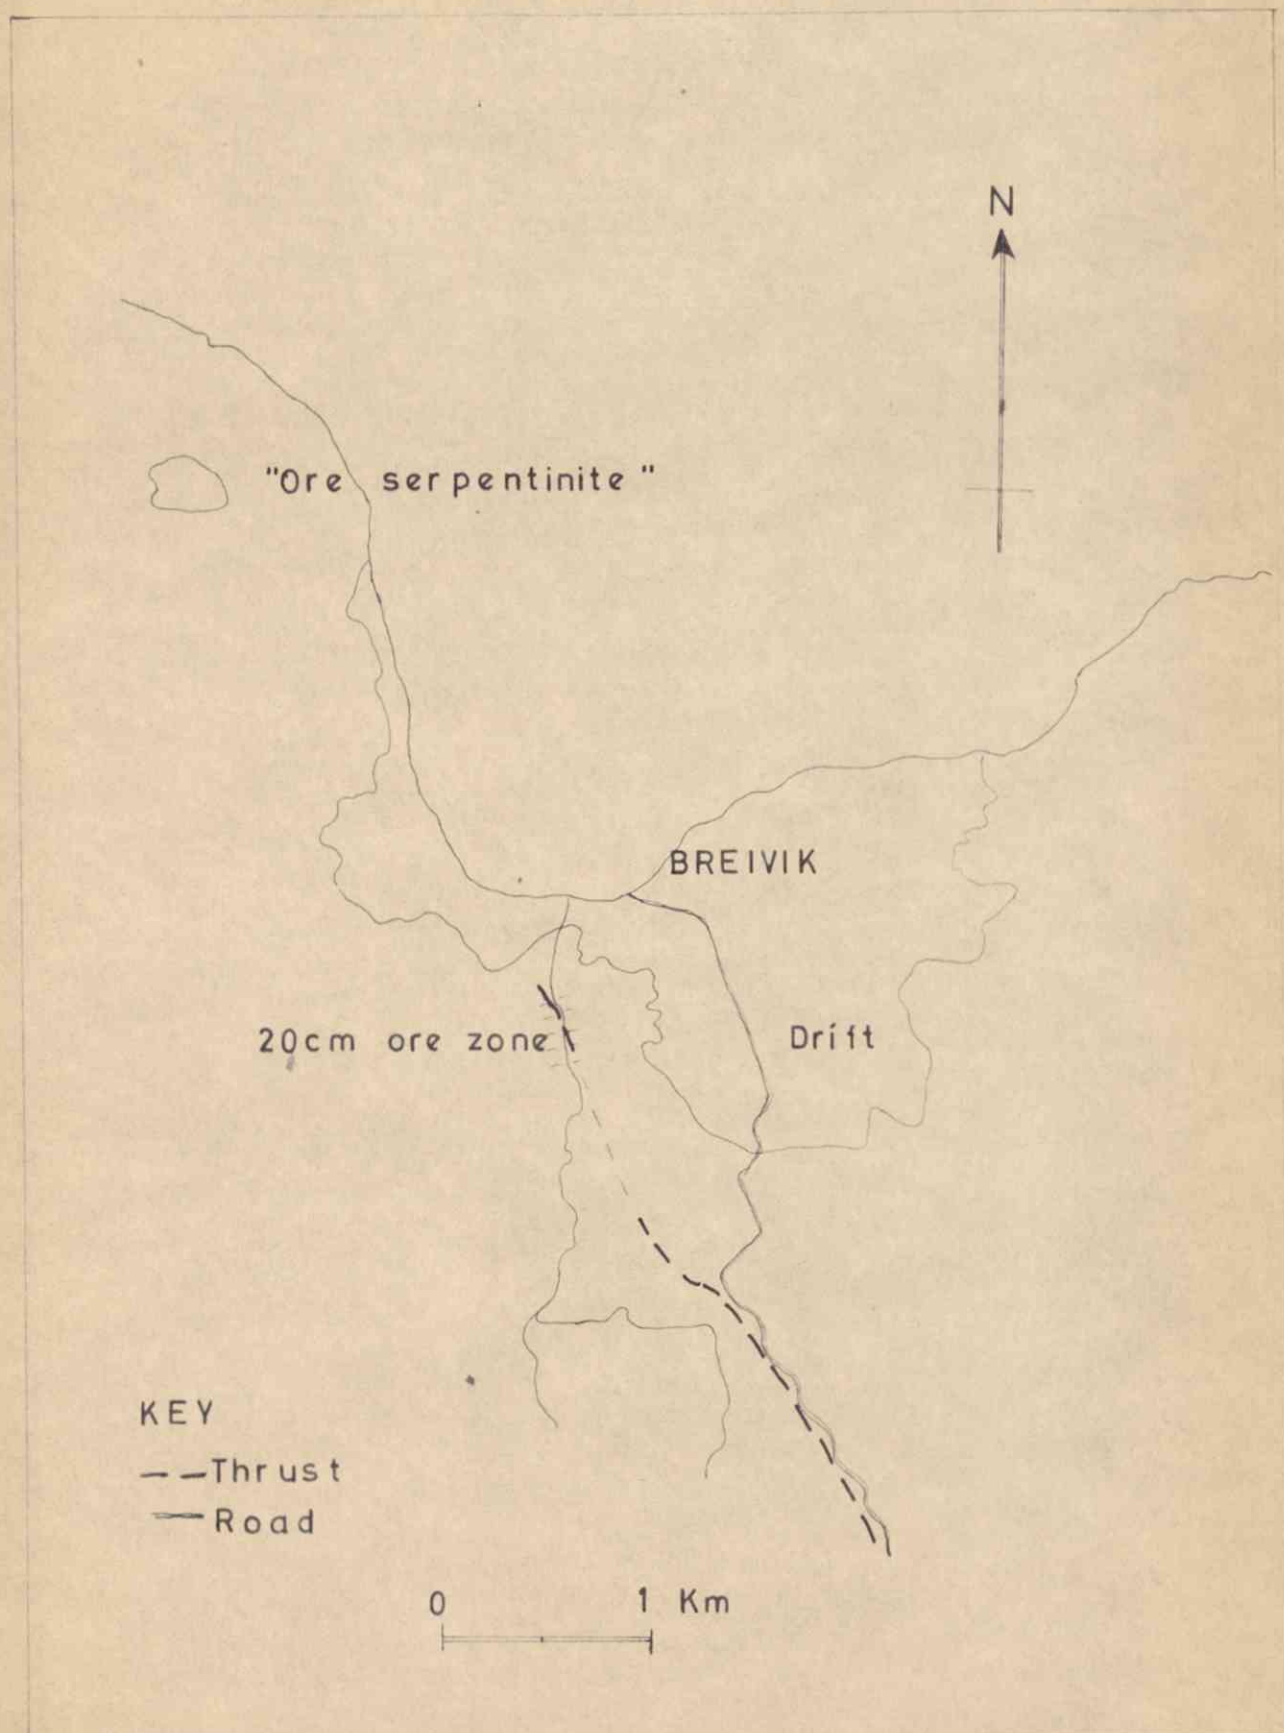 N
"Ore serpentinite"
BREIVIK
20cm ore zone
Drift
KEY
Thrust
Road
0 1 Km